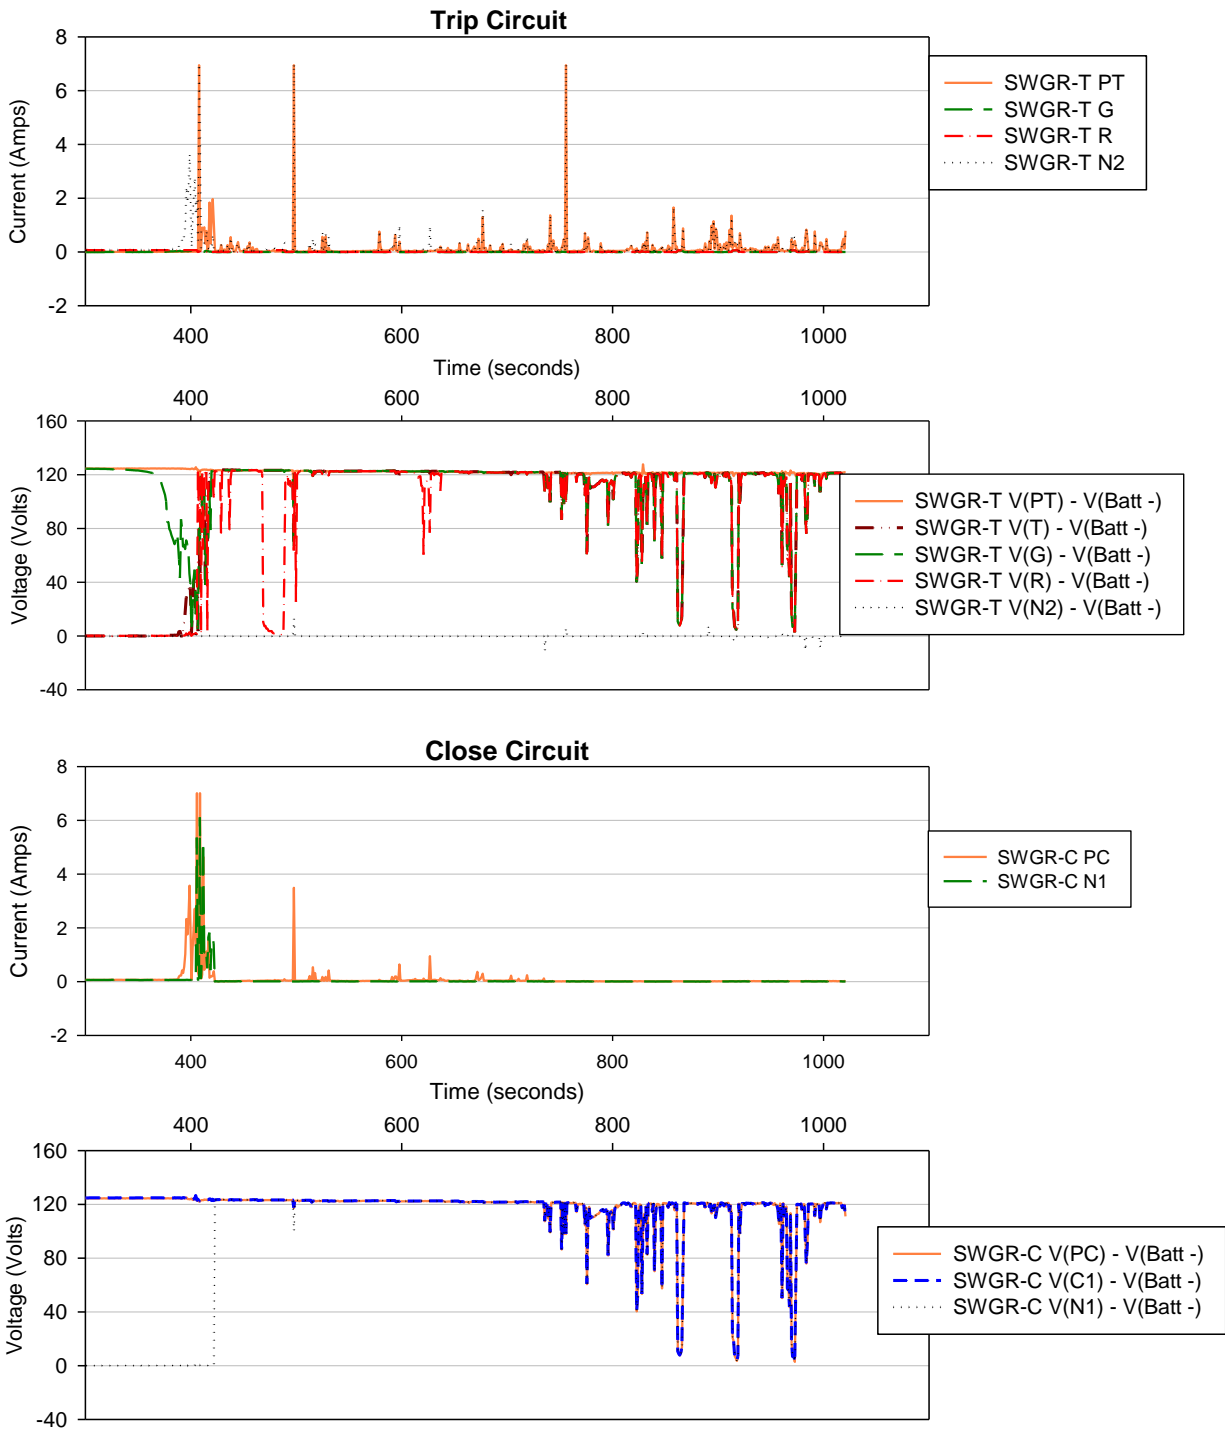 Trip Circuit
8
6
4
2
0
-2
Current (Amps)
400 600 800 1000
Time (seconds)
SWGR-T PT
SWGR-T G
SWGR-T R
SWGR-T N2
400 600 800 1000
160
120
80
40
0
-40
Voltage (Volts)
SWGR-T V(PT) - V(Batt -)
SWGR-T V(T) - V(Batt -)
SWGR-T V(G) - V(Batt -)
SWGR-T V(R) - V(Batt -)
SWGR-T V(N2) - V(Batt -)
Close Circuit
8
6
4
2
0
-2
Current (Amps)
400 600 800 1000
Time (seconds)
SWGR-C PC
SWGR-C N1
400 600 800 1000
160
120
80
40
0
-40
Voltage (Volts)
SWGR-C V(PC) - V(Batt -)
SWGR-C V(C1) - V(Batt -)
SWGR-C V(N1) - V(Batt -)